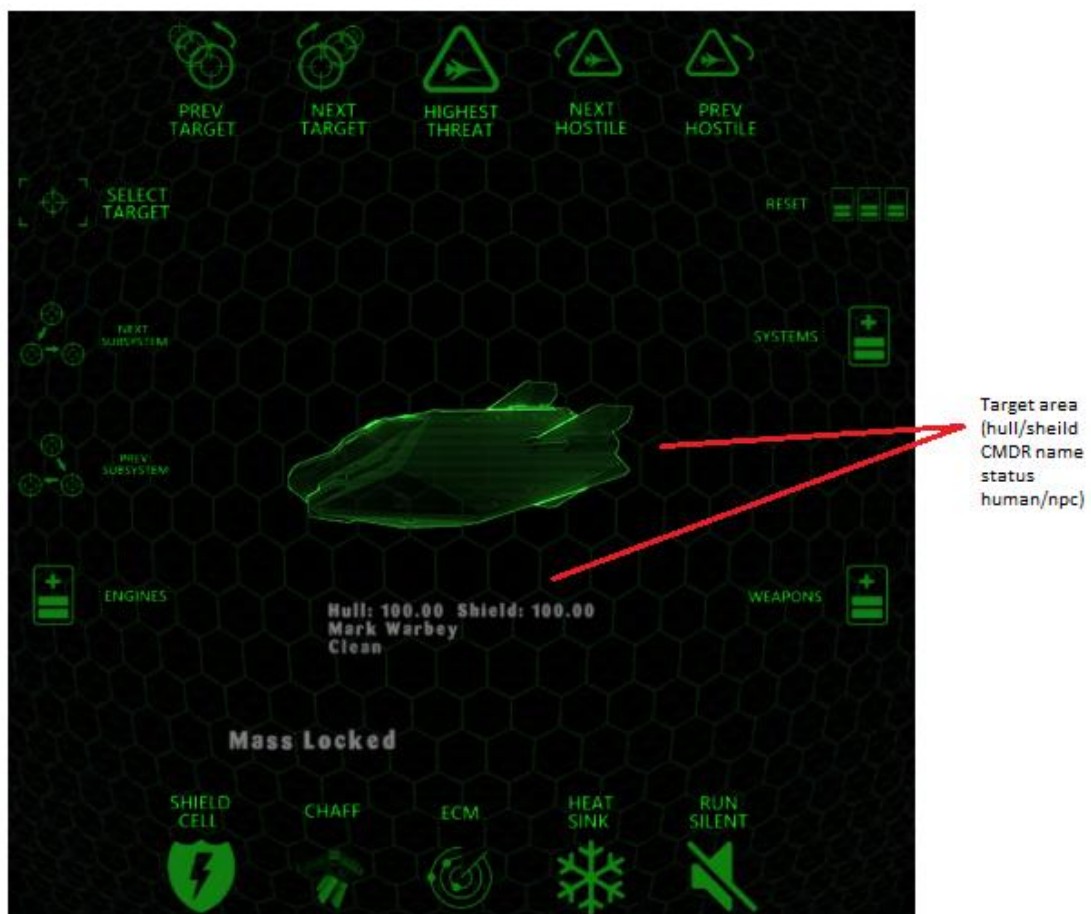 PREV
TARGET
NEXT
TARGET
HIGHEST
THREAT
NEXT
HOSTILE
PREV
HOSTILE
SELECT
TARGET
RESET
NEXT
SUBSYSTEM
SYSTEMS
Target area
(hull/sheild
CMDR name
status
human/npc)
PREV
SUBSYSTEM
ENGINES
WEAPONS
Hull: 100.00 Shield: 100.00
Mark Warbey
Clean
Mass Locked
SHIELD
CELL
CHAFF
ECM
HEAT
SINK
RUN
SILENT